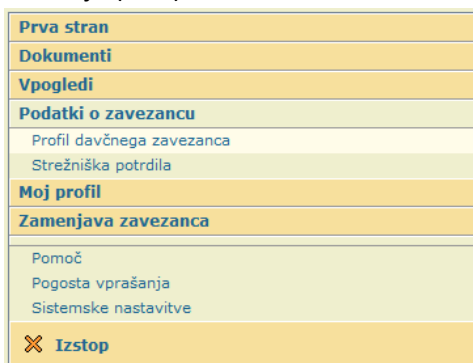 Prva stran
Dokumenti
Vpogledi
Podatki o zavezancu
Profil davčnega zavezanca
Strežniška potrdila
Moj profil
Zamenjava zavezanca
Pomoč
Pogosta vprašanja
Sistemske nastavitve
Izstop